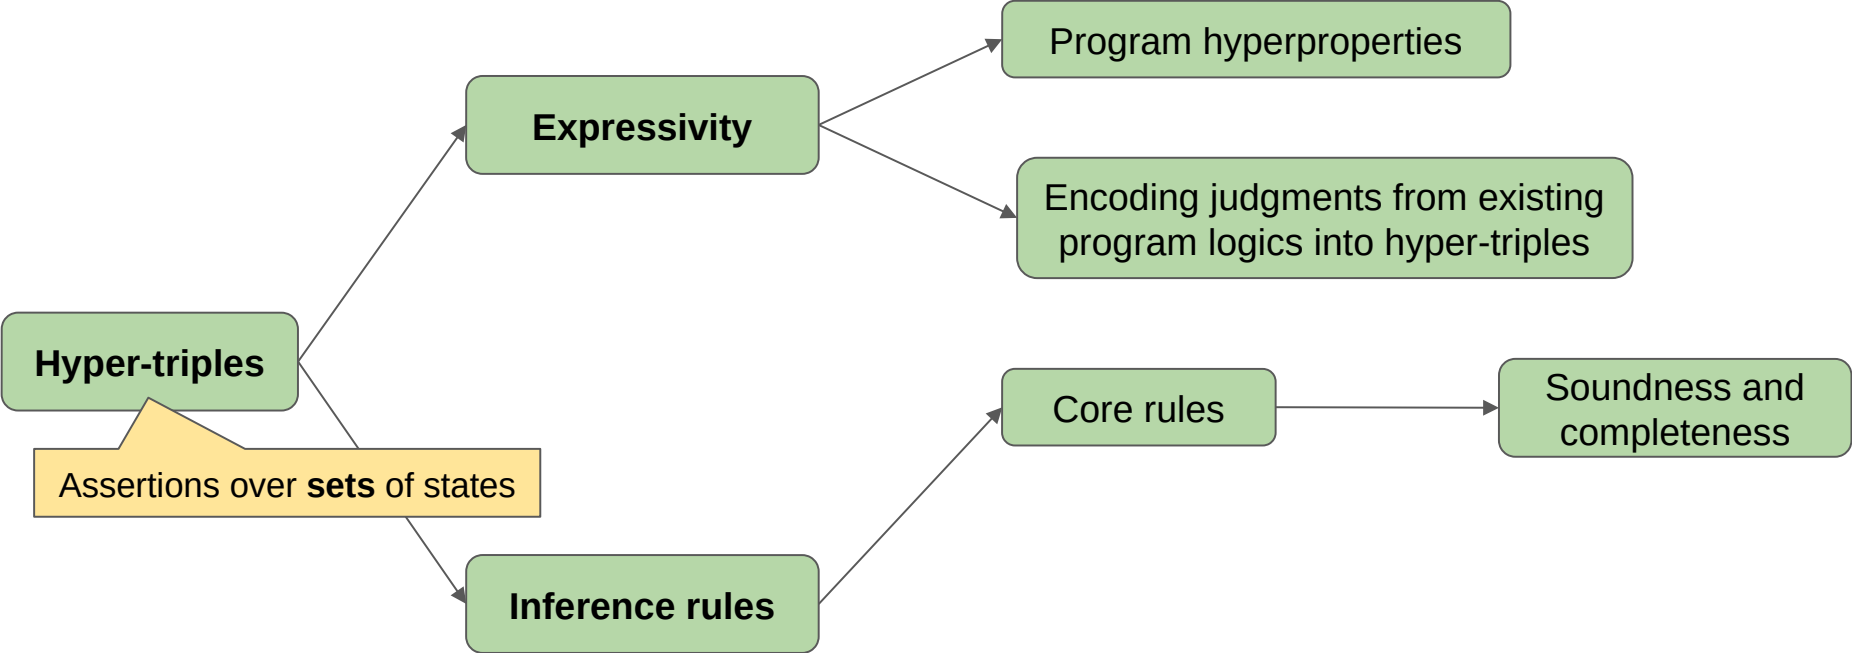 Program hyperproperties
Expressivity
Encoding judgments from existing
program logics into hyper-triples
Hyper-triples
Assertions over sets of states
Core rules
Soundness and
completeness
Inference rules